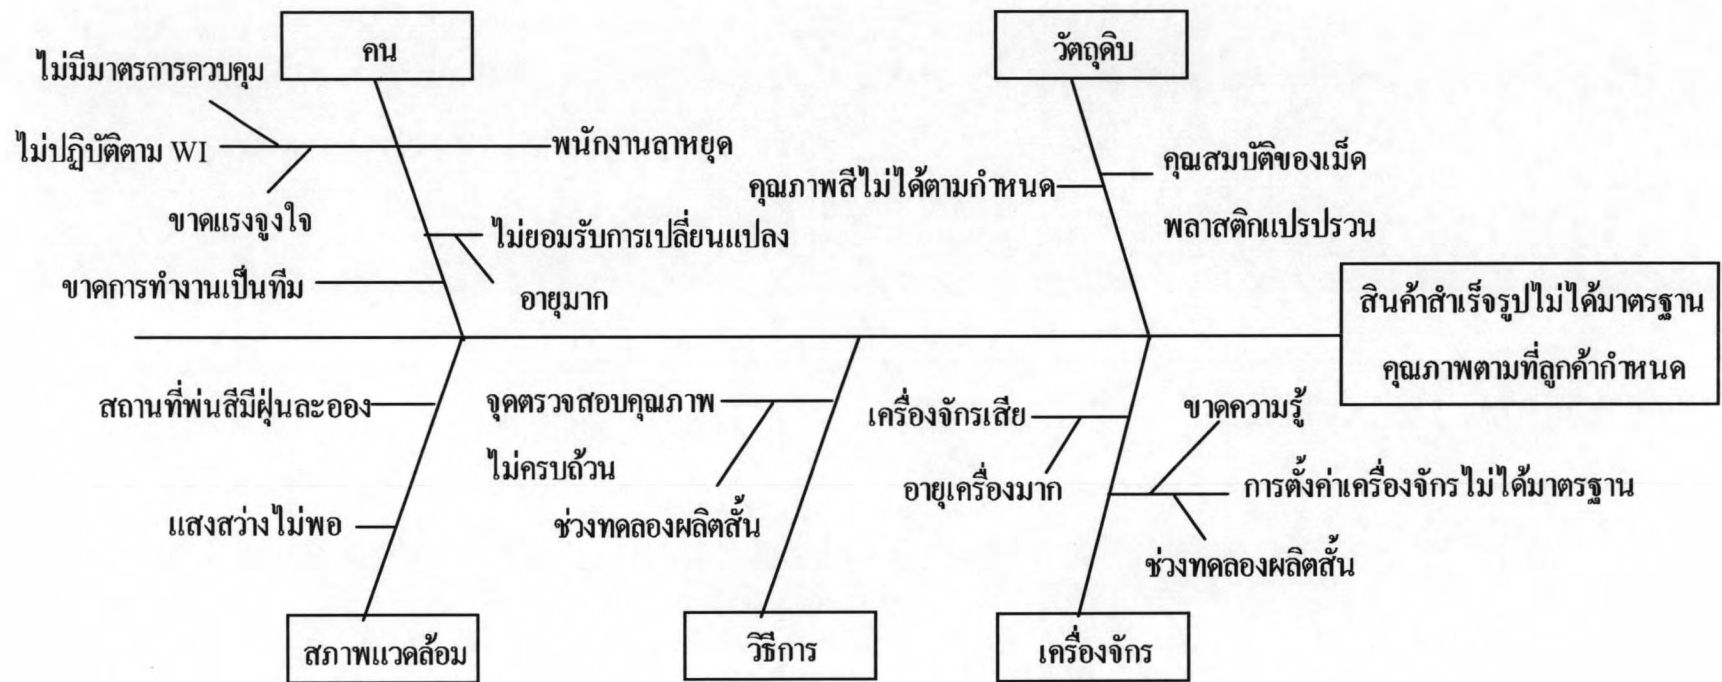 คน
วัตถุดิบ
ไม่มีมาตรการควบคุม
ไม่ปฏิบัติตาม WI
พนักงานลาหยุด
คุณภาพสีไม่ได้ตามกำหนด
คุณสมบัติของเม็ด
พลาสติกแปรปรวน
ขาดแรงจูงใจ
ไม่ยอมรับการเปลี่ยนแปลง
ขาดการทำงานเป็นทีม
อายุมาก
สินค้าสำเร็จรูปไม่ได้มาตรฐาน
คุณภาพตามที่ลูกค้ากำหนด
สถานที่พ่นสีมีฝุ่นละออง
จุดตรวจสอบคุณภาพ
ไม่ครบถ้วน
เครื่องจักรเสีย
ขาดความรู้
อายุเครื่องมาก
การตั้งค่าเครื่องจักรไม่ได้มาตรฐาน
แสงสว่างไม่พอ
ช่วงทดลองผลิตสั้น
ช่วงทดลองผลิตสั้น
สภาพแวดล้อม
วิธีการ
เครื่องจักร